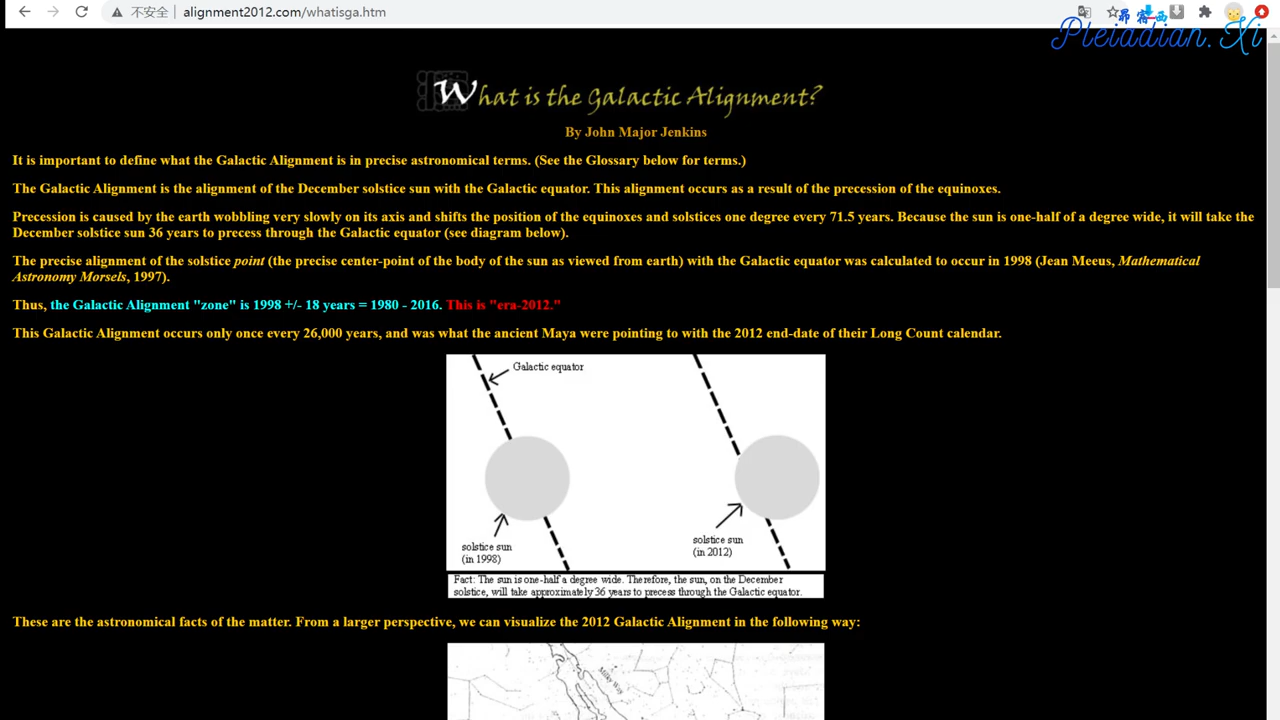 不安全
alignment2012.com/whatisga.htm
昴宿西
Pleiadian.Xi
What is the Galactic Alignment?
By John Major Jenkins
It is important to define what the Galactic Alignment is in precise astronomical terms. (See the Glossary below for terms.)
The Galactic Alignment is the alignment of the December solstice sun with the Galactic equator. This alignment occurs as a result of the precession of the equinoxes.
Precession is caused by the earth wobbling very slowly on its axis and shifts the position of the equinoxes and solstices one degree every 71.5 years. Because the sun is one-half of a degree wide, it will take the
December solstice sun 36 years to precess through the Galactic equator (see diagram below).
The precise alignment of the solstice point (the precise center-point of the body of the sun as viewed from earth) with the Galactic equator was calculated to occur in 1998 (Jean Meeus, Mathematical
Astronomy Morsels, 1997).
Thus, the Galactic Alignment "zone" is 1998 +/- 18 years = 1980 - 2016. This is "era-2012."
This Galactic Alignment occurs only once every 26,000 years, and was what the ancient Maya were pointing to with the 2012 end-date of their Long Count calendar.
Galactic equator
solstice sun
(in 1998)
solstice sun
(in 2012)
Fact: The sun is one-half a degree wide. Therefore, the sun, on the December
solstice, will take approximately 36 years to precess through the Galactic equator.
These are the astronomical facts of the matter. From a larger perspective, we can visualize the 2012 Galactic Alignment in the following way:
Milky Way